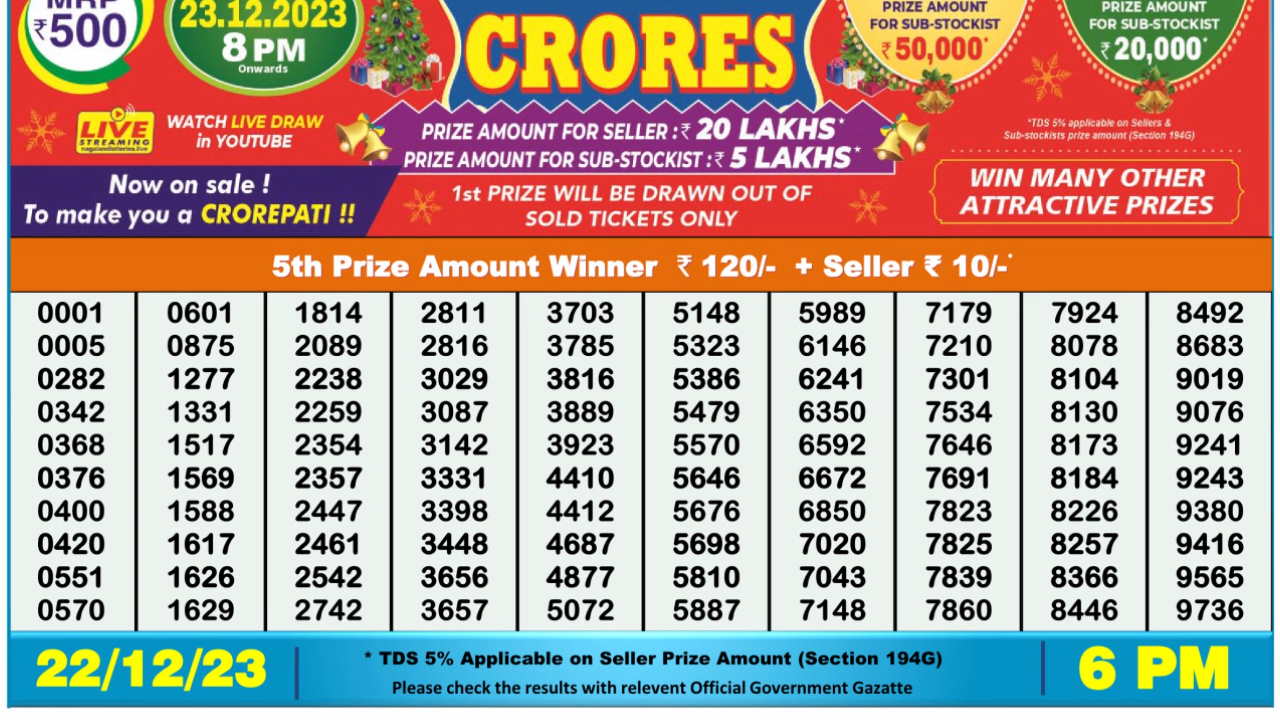 MRP
₹500
23.12.2023
8 PM
Onwards
CRORES
PRIZE AMOUNT
FOR SUB-STOCKIST
₹ 50,000*
PRIZE AMOUNT
FOR SUB-STOCKIST
₹ 20,000*
LIVE
STREAMING
nagalandlotteries.live
WATCH LIVE DRAW
in YOUTUBE
PRIZE AMOUNT FOR SELLER :₹ 20 LAKHS*
PRIZE AMOUNT FOR SUB-STOCKIST :₹ 5 LAKHS*
*TDS 5% applicable on Sellers &
Sub-stockists prize amount (Section 194G)
Now on sale !
To make you a CROREPATI !!
1st PRIZE WILL BE DRAWN OUT OF
SOLD TICKETS ONLY
WIN MANY OTHER
ATTRACTIVE PRIZES
5th Prize Amount Winner ₹ 120/- + Seller ₹ 10/-*
0001 0601 1814 2811 3703 5148 5989 7179 7924 8492
0005 0875 2089 2816 3785 5323 6146 7210 8078 8683
0282 1277 2238 3029 3816 5386 6241 7301 8104 9019
0342 1331 2259 3087 3889 5479 6350 7534 8130 9076
0368 1517 2354 3142 3923 5570 6592 7646 8173 9241
0376 1569 2357 3331 4410 5646 6672 7691 8184 9243
0400 1588 2447 3398 4412 5676 6850 7823 8226 9380
0420 1617 2461 3448 4687 5698 7020 7825 8257 9416
0551 1626 2542 3656 4877 5810 7043 7839 8366 9565
0570 1629 2742 3657 5072 5887 7148 7860 8446 9736
22/12/23
* TDS 5% Applicable on Seller Prize Amount (Section 194G)
Please check the results with relevent Official Government Gazatte
6 PM